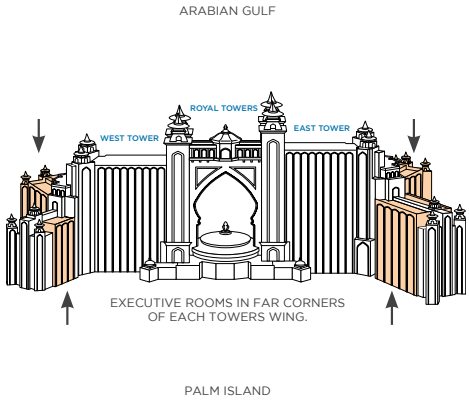 ARABIAN GULF
ROYAL TOWERS
WEST TOWER
EAST TOWER
EXECUTIVE ROOMS IN FAR CORNERS
OF EACH TOWERS WING.
PALM ISLAND